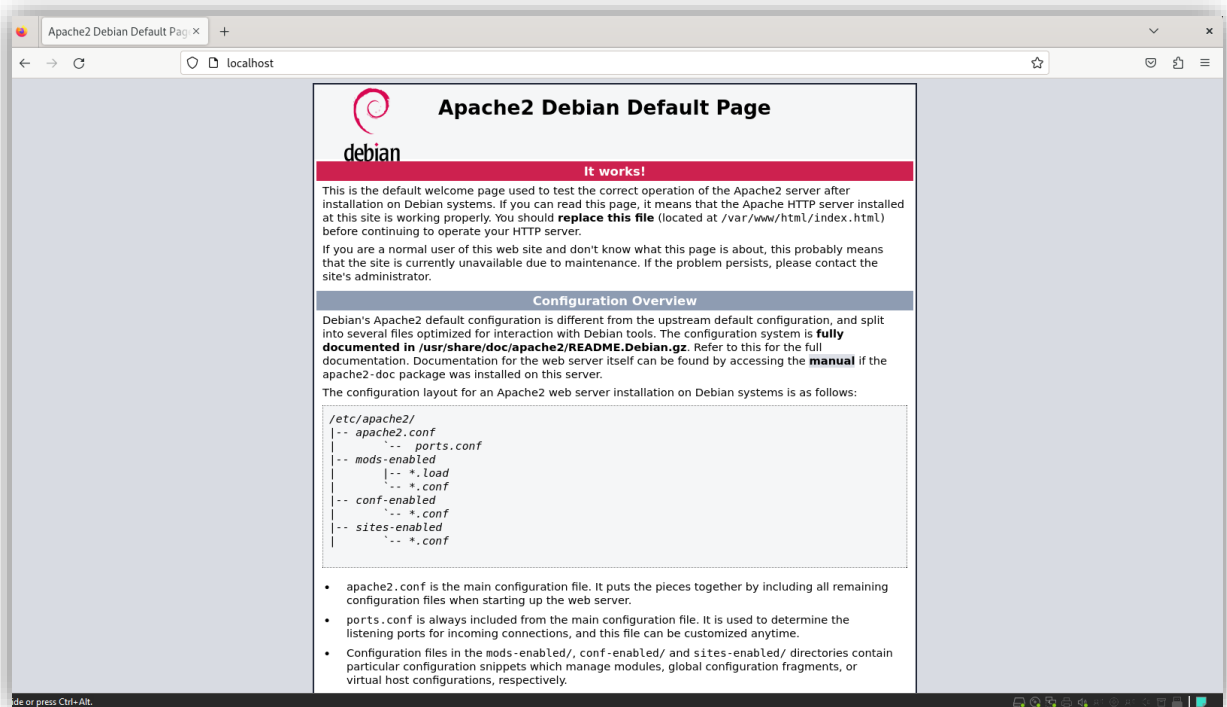 Apache2 Debian Default Pag
localhost
debian
Apache2 Debian Default Page
It works!
This is the default welcome page used to test the correct operation of the Apache2 server after
installation on Debian systems. If you can read this page, it means that the Apache HTTP server installed
at this site is working properly. You should replace this file (located at /var/www/html/index.html)
before continuing to operate your HTTP server.
If you are a normal user of this web site and don't know what this page is about, this probably means
that the site is currently unavailable due to maintenance. If the problem persists, please contact the
site's administrator.
Configuration Overview
Debian's Apache2 default configuration is different from the upstream default configuration, and split
into several files optimized for interaction with Debian tools. The configuration system is fully
documented in /usr/share/doc/apache2/README.Debian.gz. Refer to this for the full
documentation. Documentation for the web server itself can be found by accessing the manual if the
apache2-doc package was installed on this server.
The configuration layout for an Apache2 web server installation on Debian systems is as follows:
/etc/apache2/
|-- apache2.conf
|       `--  ports.conf
|-- mods-enabled
|       |-- *.load
|       `-- *.conf
|-- conf-enabled
|       `-- *.conf
|-- sites-enabled
|       `-- *.conf
• apache2.conf is the main configuration file. It puts the pieces together by including all remaining
configuration files when starting up the web server.
• ports.conf is always included from the main configuration file. It is used to determine the
listening ports for incoming connections, and this file can be customized anytime.
• Configuration files in the mods-enabled/, conf-enabled/ and sites-enabled/ directories contain
particular configuration snippets which manage modules, global configuration fragments, or
virtual host configurations, respectively.
ide or press Ctrl+Alt.